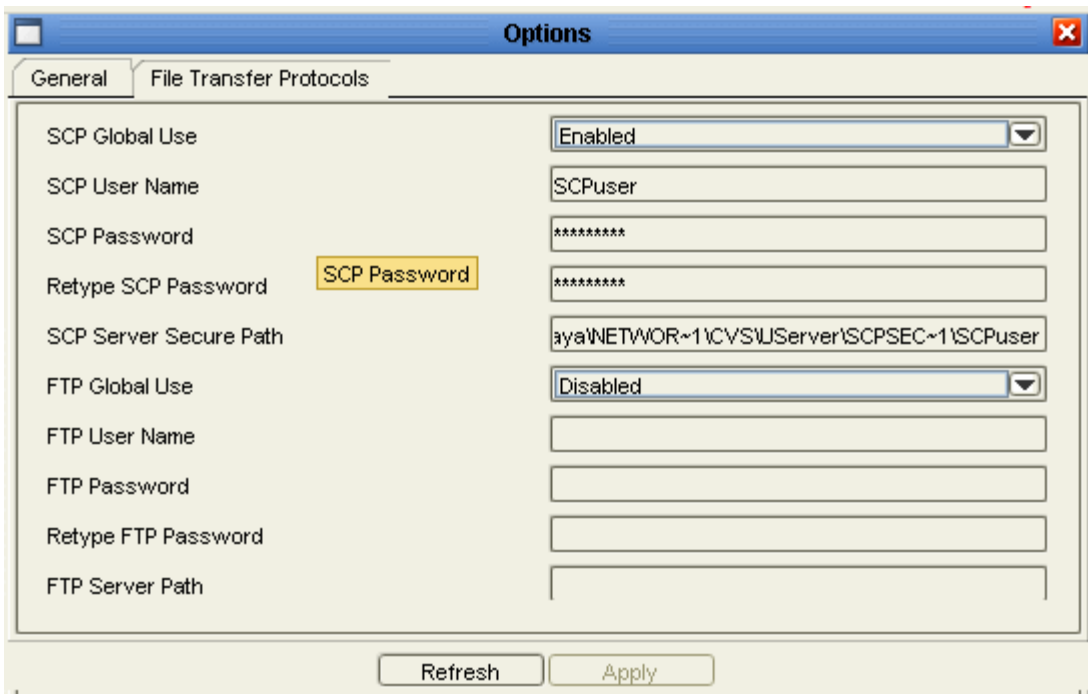 Options
General File Transfer Protocols
SCP Global Use Enabled
SCP User Name SCPuser
SCP Password *********
SCP Password
Retype SCP Password *********
SCP Server Secure Path aya\NETWOR~1\CVS\UServer\SCPSEC~1\SCPuser
FTP Global Use Disabled
FTP User Name
FTP Password
Retype FTP Password
FTP Server Path
Refresh Apply